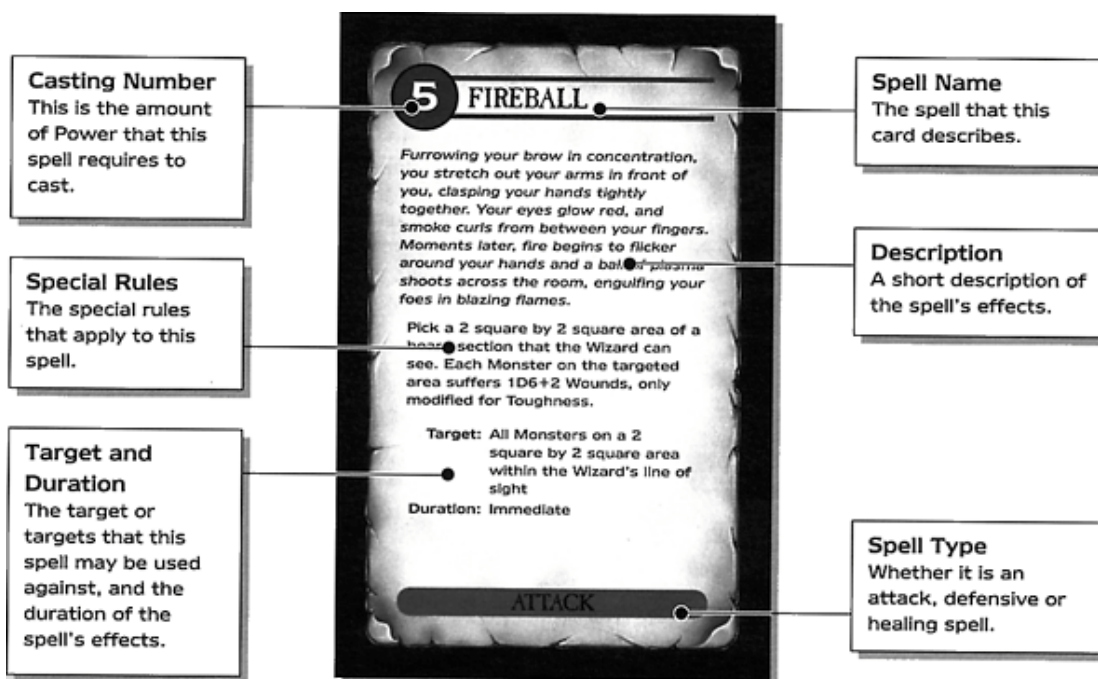 Casting Number
This is the amount
of Power that this
spell requires to
cast.
Special Rules
The special rules
that apply to this
spell.
Target and
Duration
The target or
targets that this
spell may be used
against, and the
duration of the
spell's effects.
5 FIREBALL
Furrowing your brow in concentration,
you stretch out your arms in front of
you, clasping your hands tightly
together. Your eyes glow red, and
smoke curls from between your fingers.
Moments later, fire begins to flicker
around your hands and a ball of plasma
shoots across the room, engulfing your
foes in blazing flames.
Pick a 2 square by 2 square area of a
board section that the Wizard can
see. Each Monster on the targeted
area suffers 1D6+2 Wounds, only
modified for Toughness.
Target: All Monsters on a 2
square by 2 square area
within the Wizard's line of
sight
Duration: Immediate
ATTACK
Spell Name
The spell that this
card describes.
Description
A short description of
the spell's effects.
Spell Type
Whether it is an
attack, defensive or
healing spell.